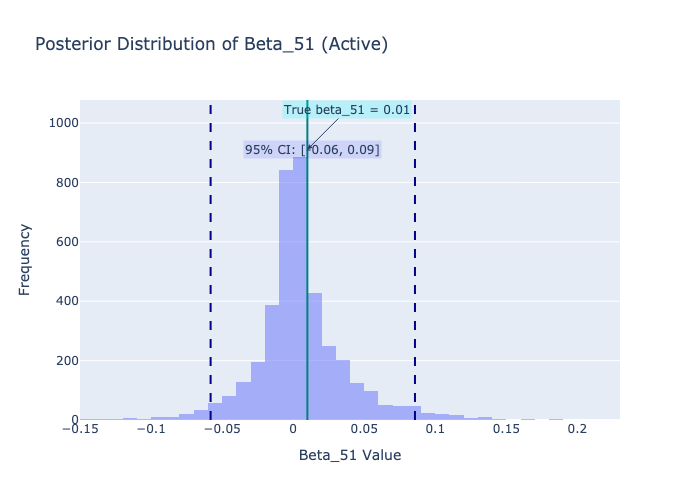 Posterior Distribution of Beta_51 (Active)
True beta_51 = 0.01
95% CI: [-0.06, 0.09]
1000
800
600
400
200
0
Frequency
−0.15
−0.1
−0.05
0
0.05
0.1
0.15
0.2
Beta_51 Value